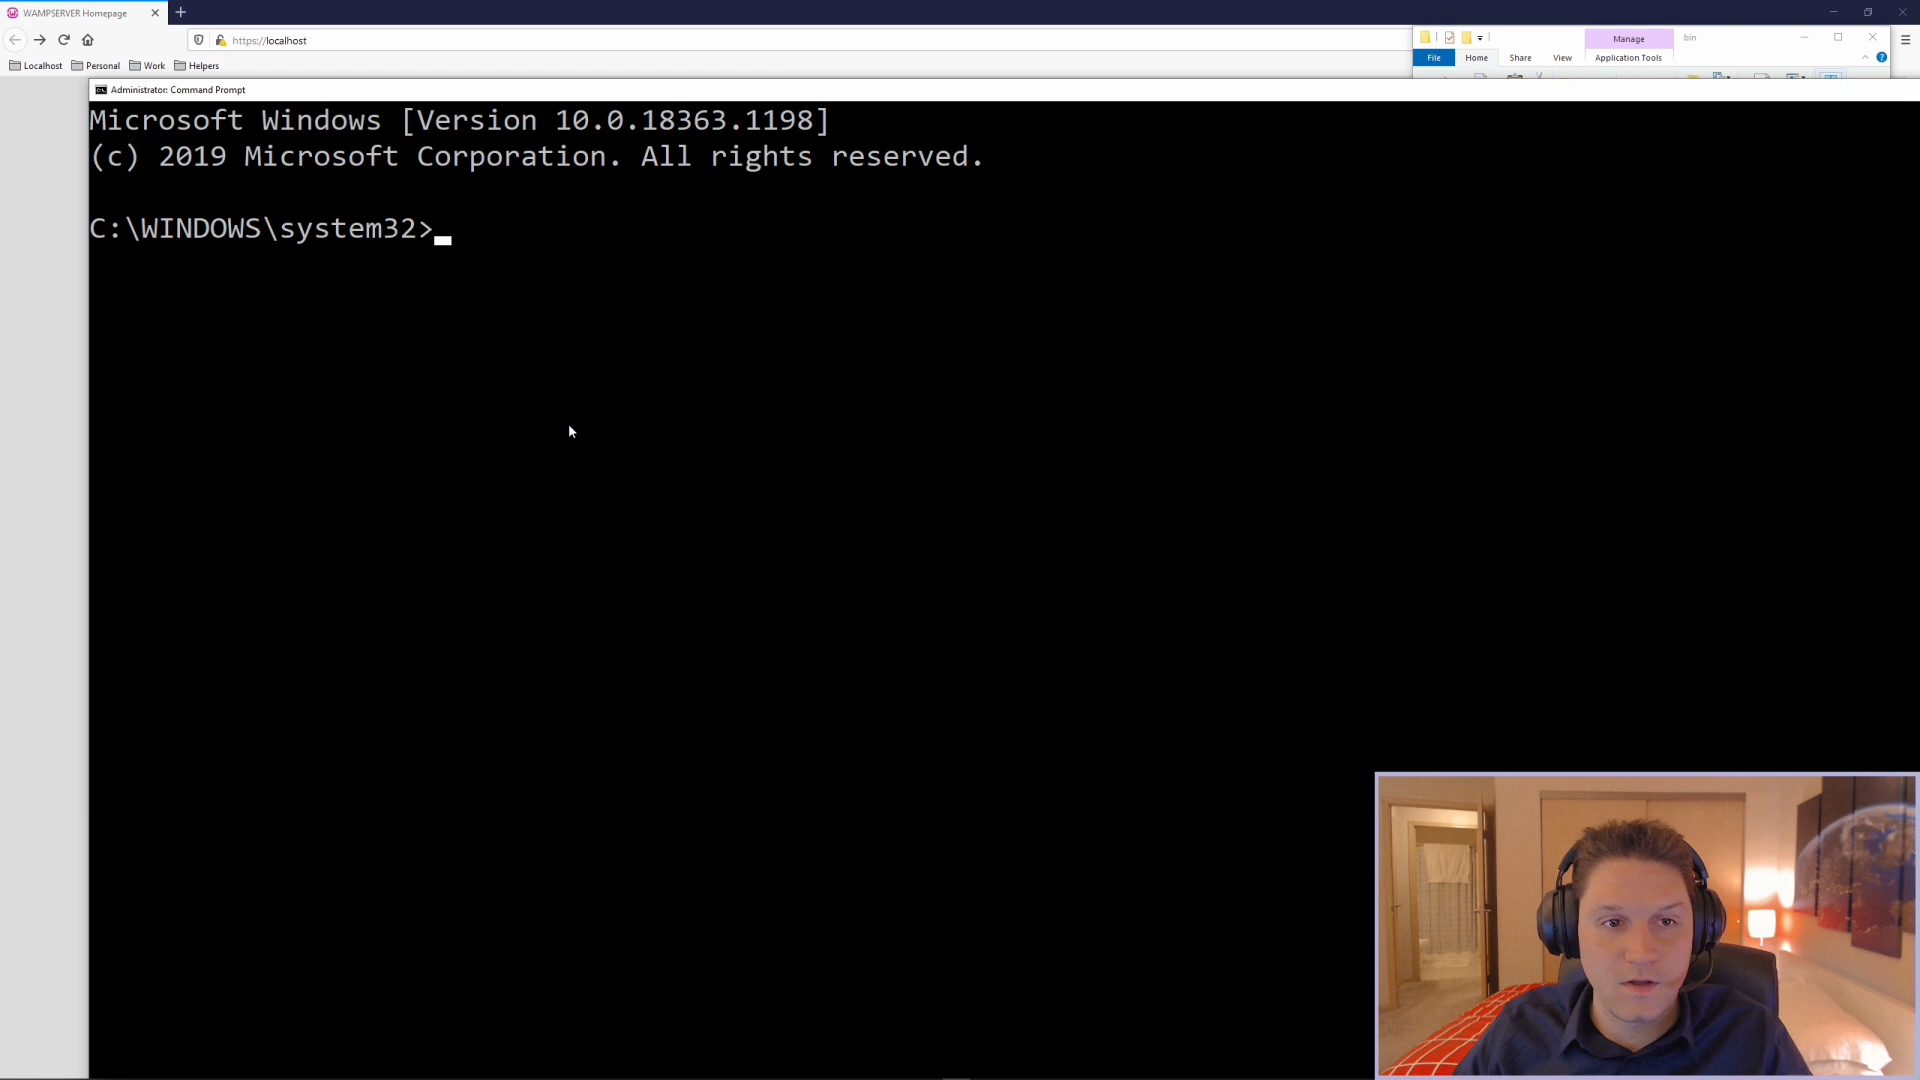 WAMPSERVER Homepage
https://localhost
Localhost Personal Work Helpers
Manage bin
File Home Share View Application Tools
Administrator: Command Prompt
Microsoft Windows [Version 10.0.18363.1198]
(c) 2019 Microsoft Corporation. All rights reserved.
C:\WINDOWS\system32>